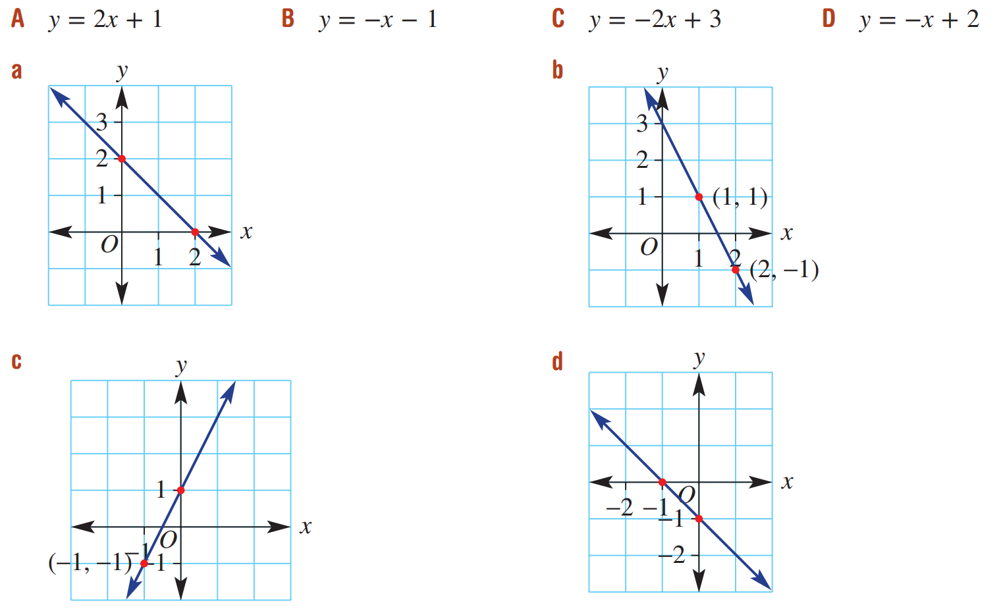 A y = 2x + 1 B y = −x − 1 C y = −2x + 3 D y = −x + 2
a
y
3
2
1
O
1 2
x
b
y
3
2
1
(1, 1)
x
O
1 2
(2, −1)
c
y
1
x
O
−1
(−1, −1)
−1
d
y
x
O
−2 −1
−1
−2